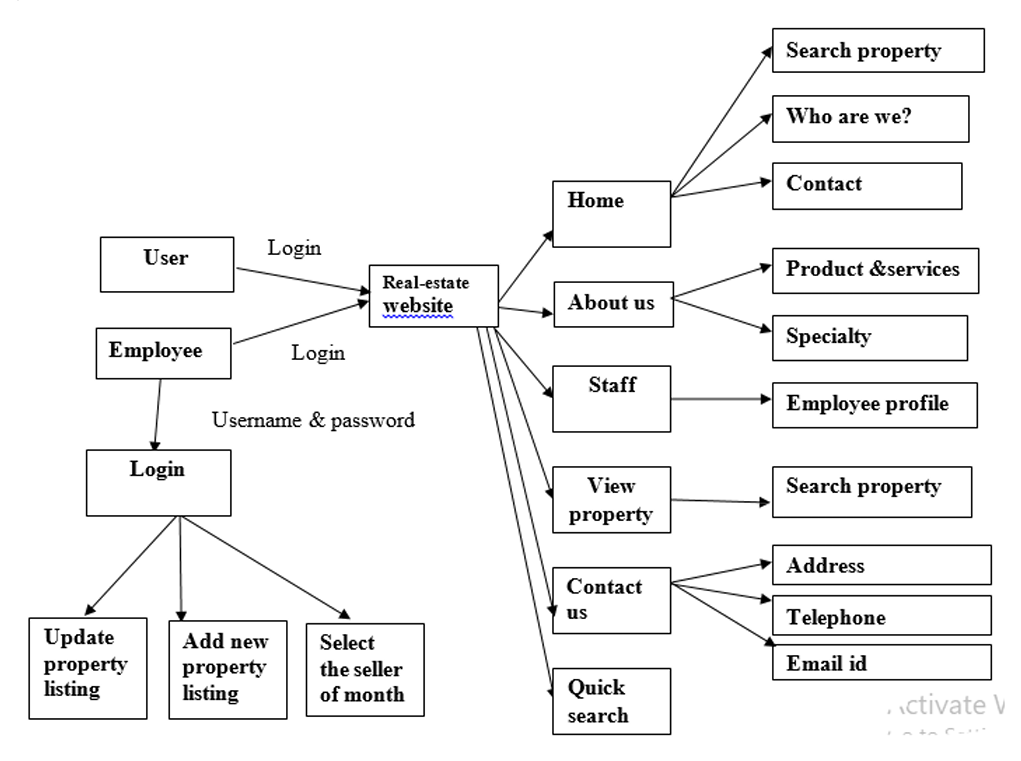 Search property
Who are we?
Contact
Home
User
Login
Real-estate
website
Product &services
About us
Specialty
Employee
Login
Staff
Employee profile
Username & password
Login
View
property
Search property
Contact
us
Address
Telephone
Email id
Update
property
listing
Add new
property
listing
Select
the seller
of month
Quick
search